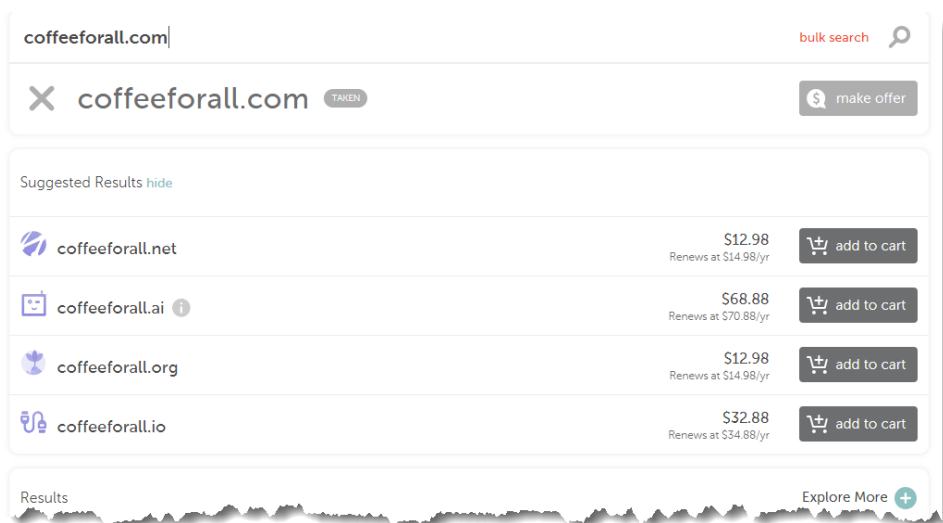 coffeeforall.com
bulk search
coffeeforall.com TAKEN
make offer
Suggested Results hide
coffeeforall.net
$12.98
Renews at $14.98/yr
add to cart
coffeeforall.ai
$68.88
Renews at $70.88/yr
add to cart
coffeeforall.org
$12.98
Renews at $14.98/yr
add to cart
coffeeforall.io
$32.88
Renews at $34.88/yr
add to cart
Results
Explore More